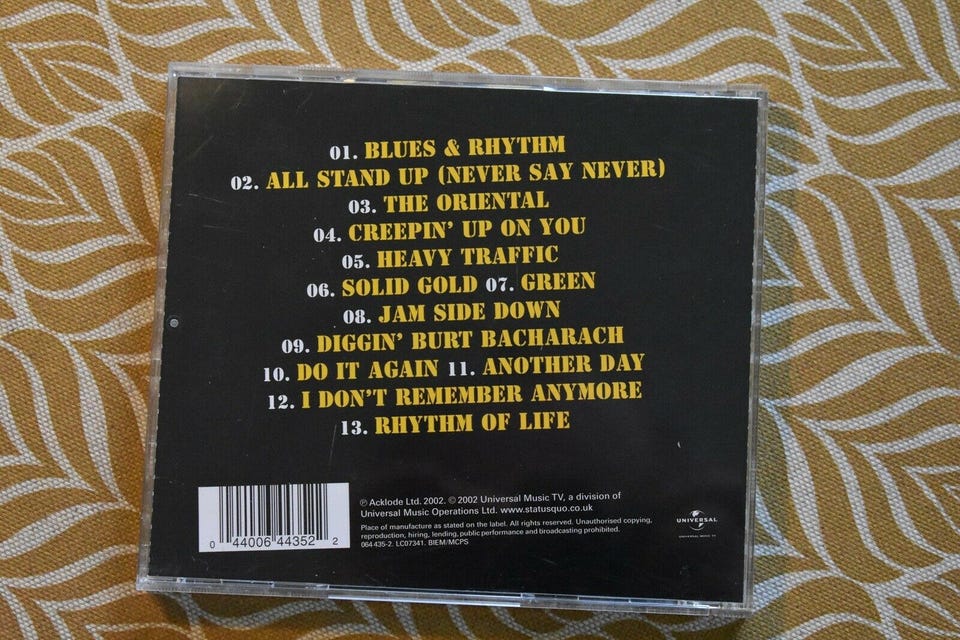 01. BLUES & RHYTHM
02. ALL STAND UP (NEVER SAY NEVER)
03. THE ORIENTAL
04. CREEPIN' UP ON YOU
05. HEAVY TRAFFIC
06. SOLID GOLD 07. GREEN
08. JAM SIDE DOWN
09. DIGGIN' BURT BACHARACH
10. DO IT AGAIN 11. ANOTHER DAY
12. I DON'T REMEMBER ANYMORE
13. RHYTHM OF LIFE
0 44006 44352 2
℗ Acklode Ltd. 2002. © 2002 Universal Music TV, a division of
Universal Music Operations Ltd. www.statusquo.co.uk
Place of manufacture as stated on the label. All rights reserved. Unauthorised copying,
reproduction, hiring, lending, public performance and broadcasting prohibited.
064 435-2. LC07341. BIEM/MCPS
UNIVERSAL
UNIVERSAL MUSIC TV